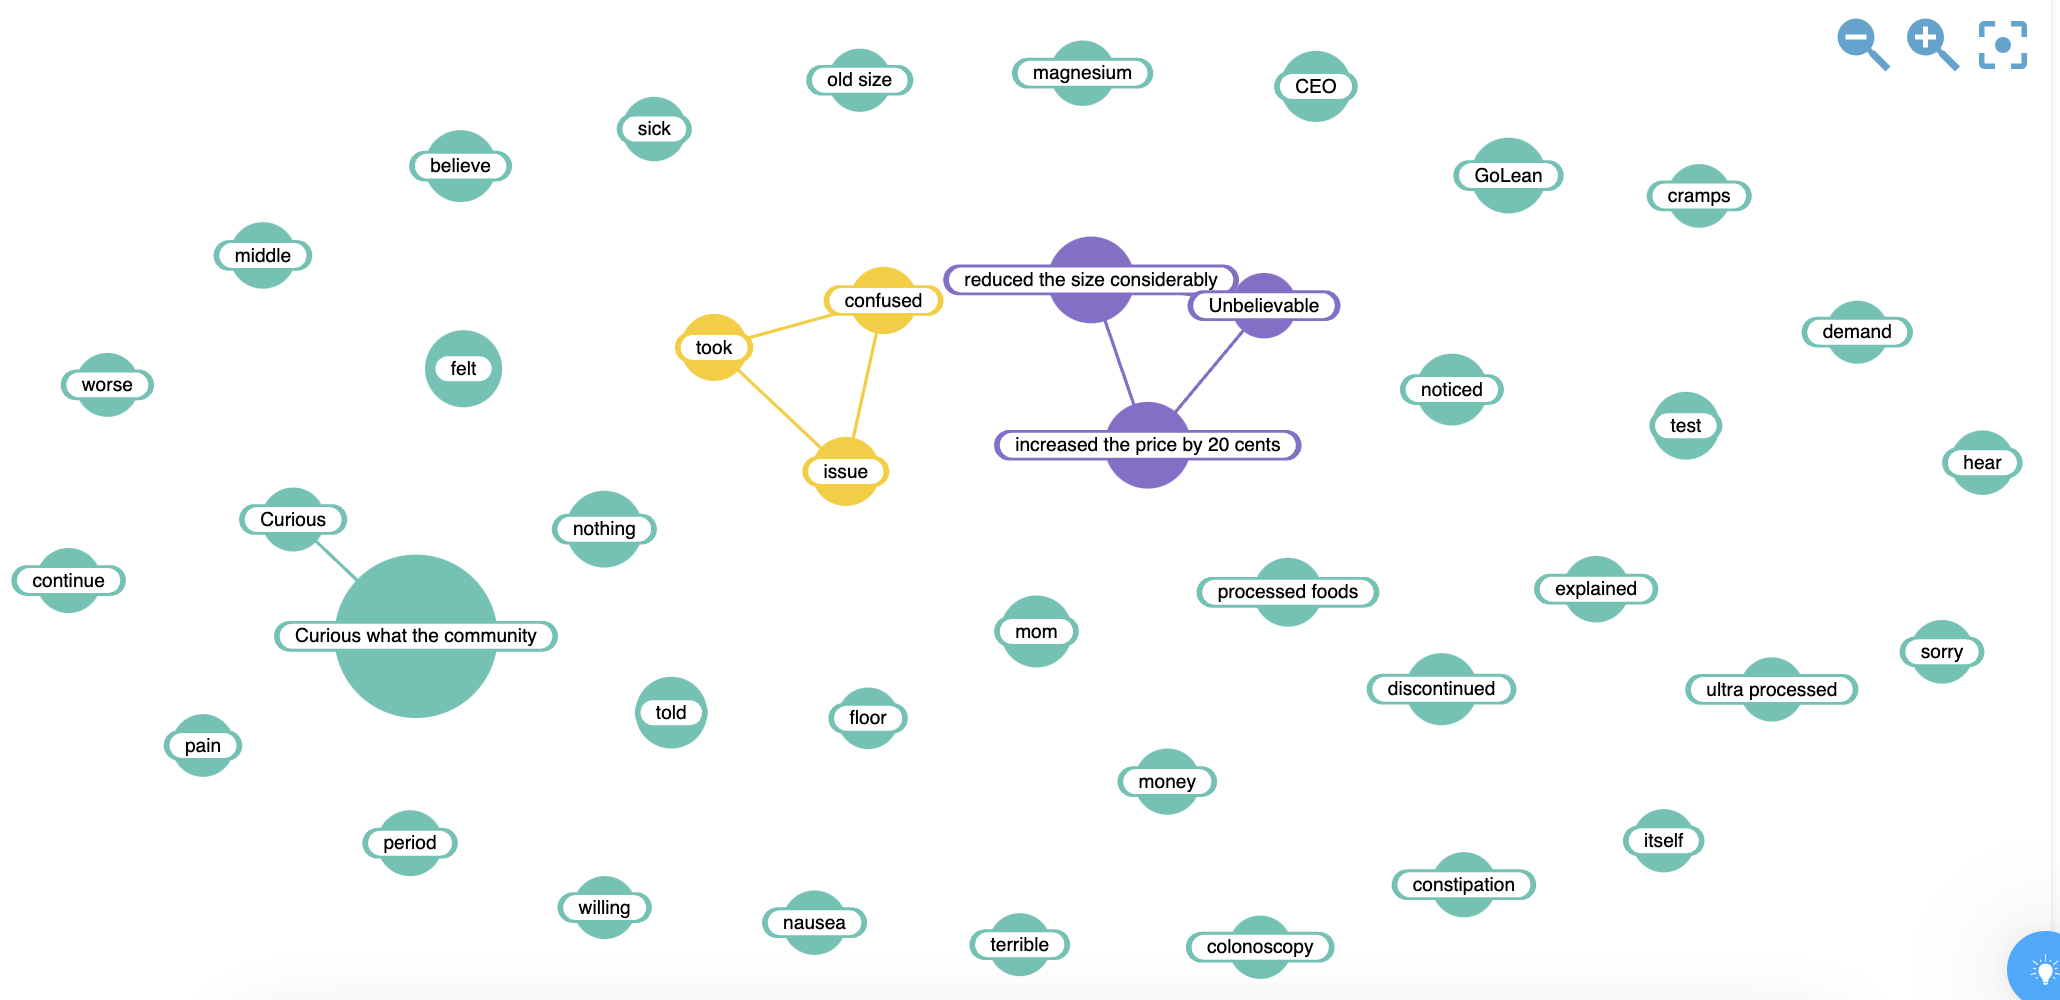 old size
magnesium
CEO
sick
believe
GoLean
cramps
middle
reduced the size considerably
confused
Unbelievable
demand
took
felt
worse
noticed
test
increased the price by 20 cents
hear
issue
Curious
nothing
continue
explained
processed foods
mom
Curious what the community
sorry
discontinued
ultra processed
told
floor
pain
money
itself
period
constipation
willing
nausea
terrible
colonoscopy